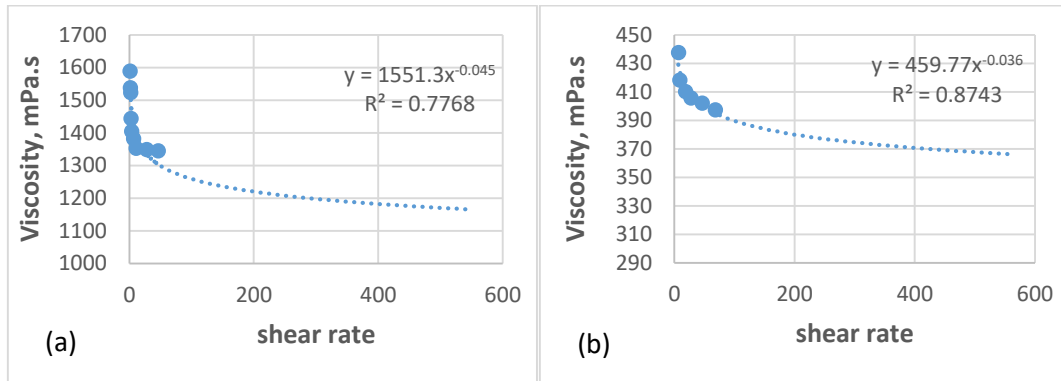 1700
1600
1500
1400
1300
1200
1100
1000
Viscosity, mPa.s
y = 1551.3x^-0.045
R² = 0.7768
0 200 400 600
shear rate
(a)
450
430
410
390
370
350
330
310
290
Viscosity, mPa.s
y = 459.77x^-0.036
R² = 0.8743
0 200 400 600
shear rate
(b)